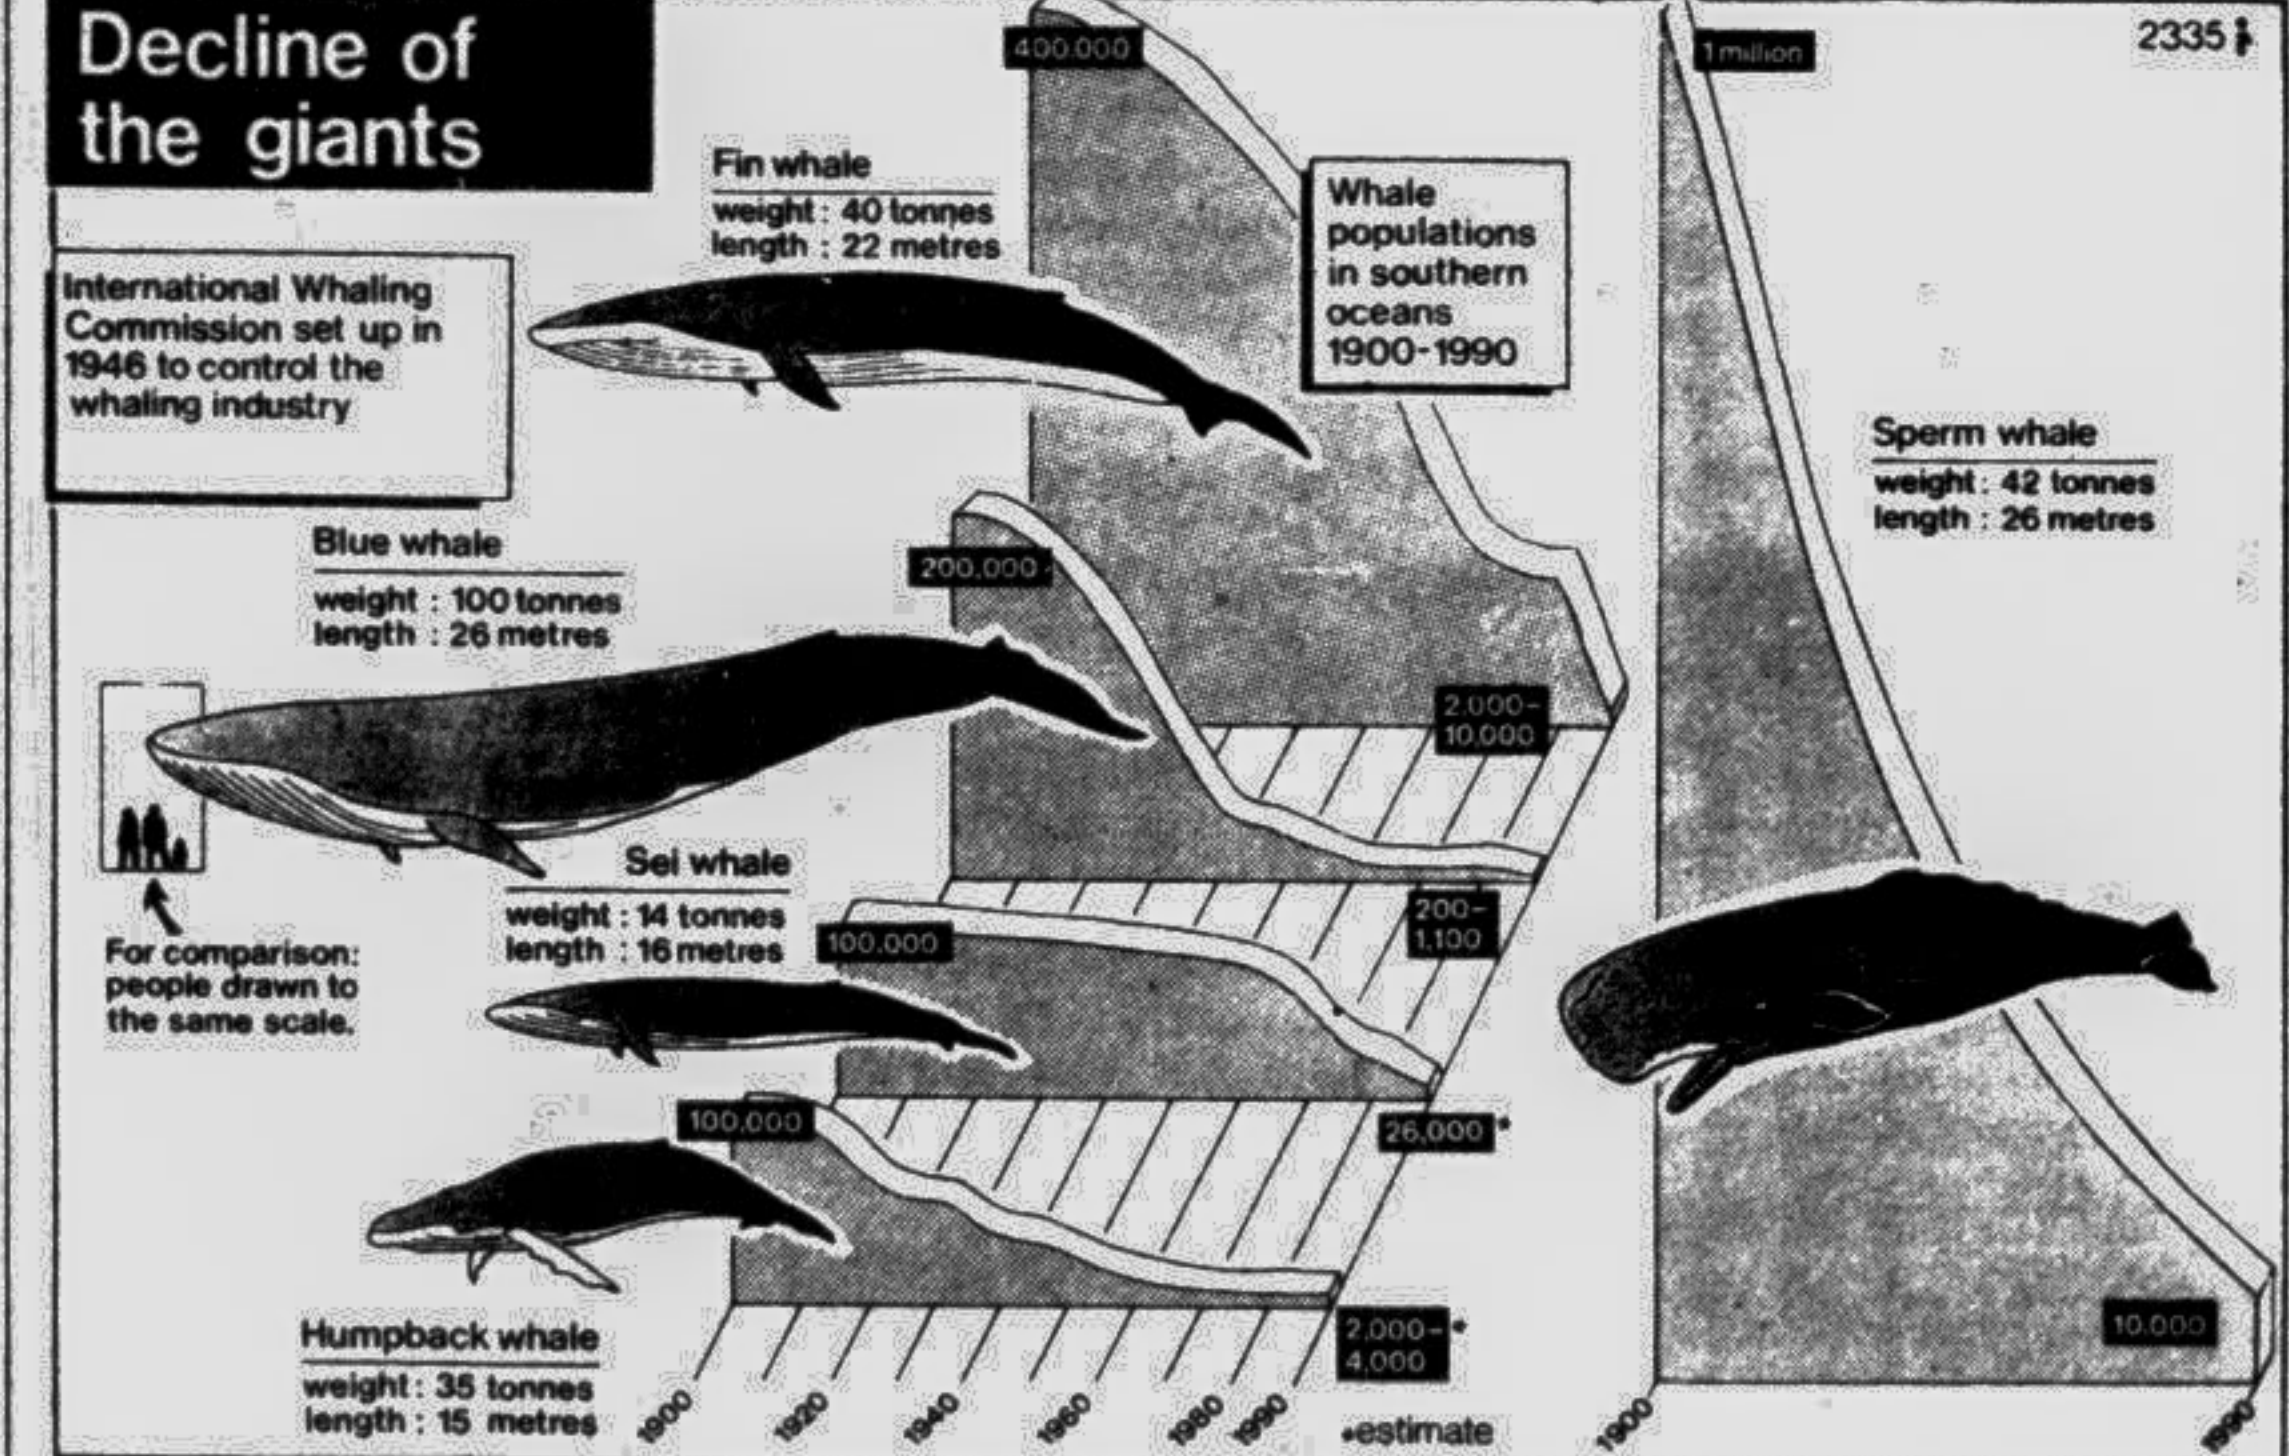 Decline of
the giants
2335
International Whaling
Commission set up in
1946 to control the
whaling industry
Fin whale
weight : 40 tonnes
length : 22 metres
400.000
Whale
populations
in southern
oceans
1900-1990
2.000-
10,000
1 million
Sperm whale
weight : 42 tonnes
length : 26 metres
10.000
1900
1990
Blue whale
weight : 100 tonnes
length : 26 metres
200,000
200-
1,100
For comparison:
people drawn to
the same scale.
Sei whale
weight : 14 tonnes
length : 16 metres
100,000
26,000*
Humpback whale
weight : 35 tonnes
length : 15 metres
100,000
2,000-*
4,000
1900
1920
1940
1960
1980
1990
*estimate